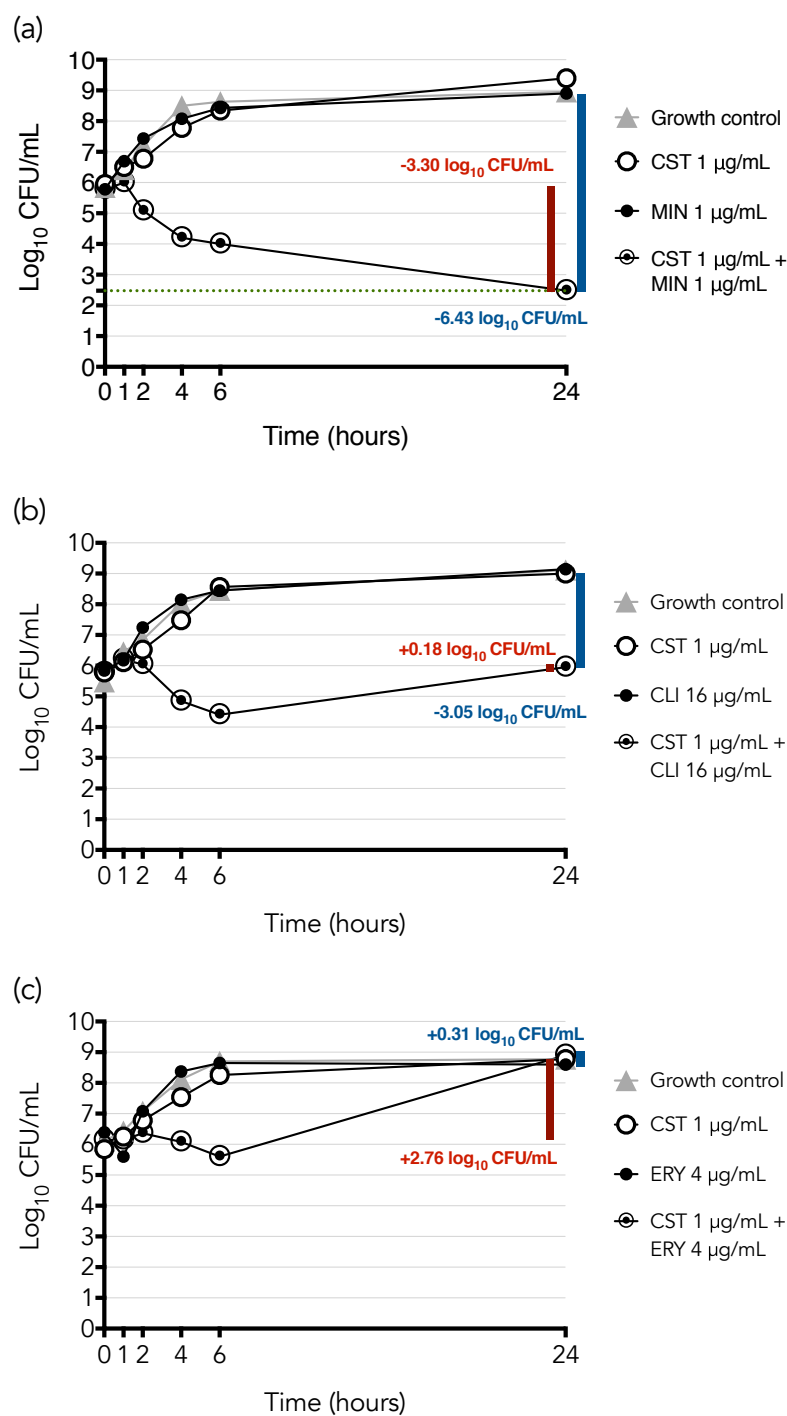 (a)
Log10 CFU/mL
10
9
8
7
6
5
4
3
2
1
0
0 1 2 4 6 24
Time (hours)
-3.30 log10 CFU/mL
-6.43 log10 CFU/mL
Growth control
CST 1 µg/mL
MIN 1 µg/mL
CST 1 µg/mL +
MIN 1 µg/mL
(b)
Log10 CFU/mL
10
9
8
7
6
5
4
3
2
1
0
0 1 2 4 6 24
Time (hours)
+0.18 log10 CFU/mL
-3.05 log10 CFU/mL
Growth control
CST 1 µg/mL
CLI 16 µg/mL
CST 1 µg/mL +
CLI 16 µg/mL
(c)
Log10 CFU/mL
10
9
8
7
6
5
4
3
2
1
0
0 1 2 4 6 24
Time (hours)
+0.31 log10 CFU/mL
+2.76 log10 CFU/mL
Growth control
CST 1 µg/mL
ERY 4 µg/mL
CST 1 µg/mL +
ERY 4 µg/mL